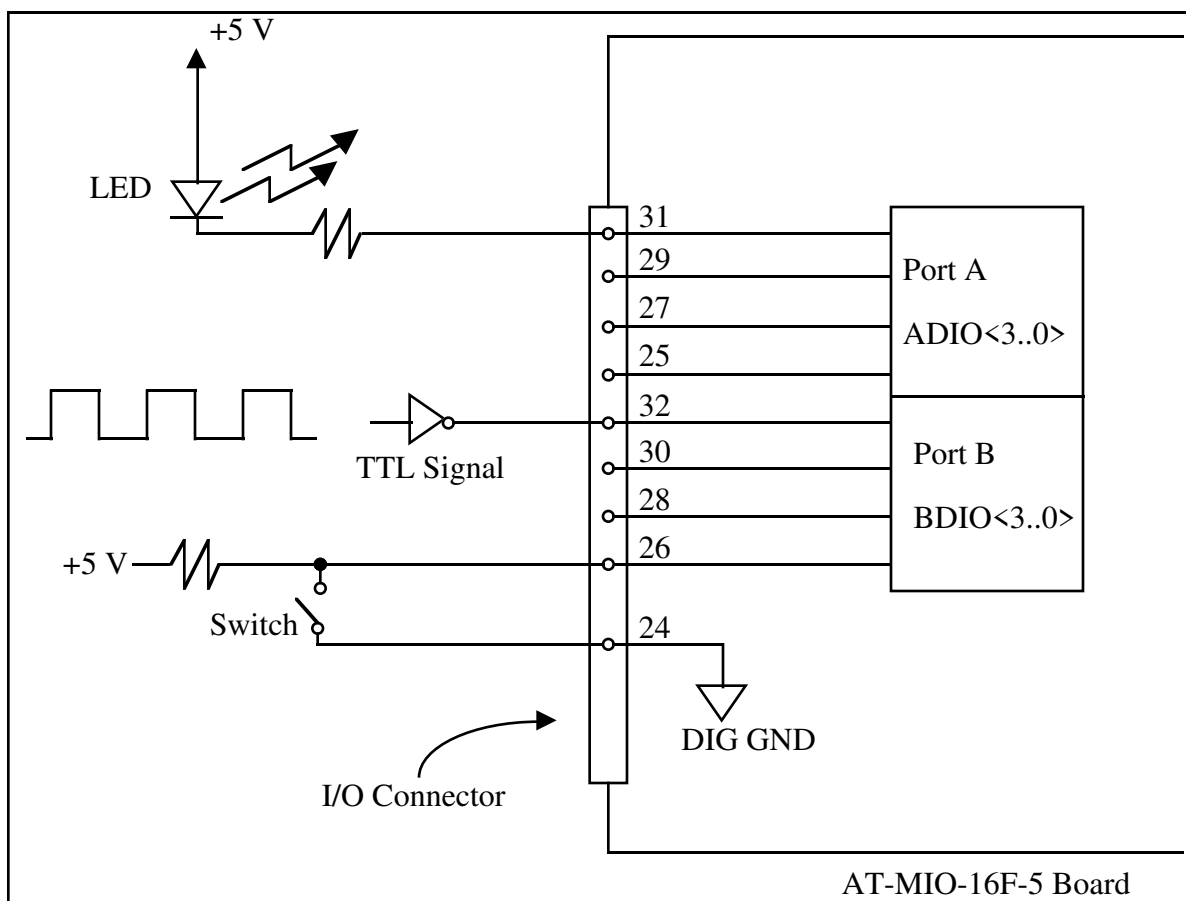 +5 V
LED
31
29
Port A
27
ADIO<3..0>
25
32
TTL Signal
30
Port B
28
BDIO<3..0>
26
+5 V
Switch
24
DIG GND
I/O Connector
AT-MIO-16F-5 Board